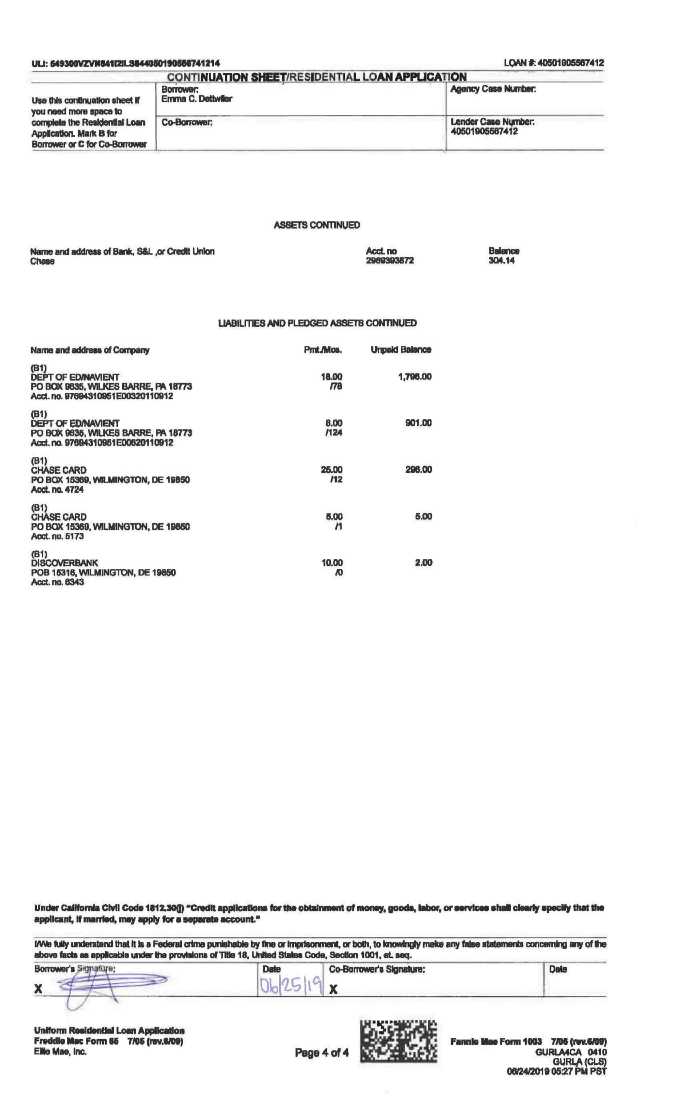 LOAN #: 40501905567412
CONTINUATION SHEET/RESIDENTIAL LOAN APPLICATION
Use this continuation sheet if
you need more space to
complete the Residential Loan
Application. Mark B for
Borrower or C for Co-Borrower
Borrower:
Emma C. Dettwiler
Agency Case Number:
Co-Borrower:
Lender Case Number:
40501905567412
ASSETS CONTINUED
Name and address of Bank, S&L ,or Credit Union Acct. no Balance
Chase 2969393872 304.14
LIABILITIES AND PLEDGED ASSETS CONTINUED
Name and address of Company Pmt./Mos. Unpaid Balance
(B1)
DEPT OF ED/NAVIENT 18.00 1,796.00
PO BOX 9635, WILKES BARRE, PA 18773 /78
Acct. no. 97694310951E00320110912
(B1)
DEPT OF ED/NAVIENT 8.00 901.00
PO BOX 9635, WILKES BARRE, PA 18773 /124
Acct. no. 97694310951E00620110912
(B1)
CHASE CARD 25.00 298.00
PO BOX 15369, WILMINGTON, DE 19850 /12
Acct. no. 4724
(B1)
CHASE CARD 5.00 5.00
PO BOX 15369, WILMINGTON, DE 19850 /1
Acct. no. 5173
(B1)
DISCOVERBANK 10.00 2.00
POB 15316, WILMINGTON, DE 19850 /0
Acct. no. 6343
Under California Civil Code 1812.30(j) "Credit applications for the obtainment of money, goods, labor, or services shall clearly specify that the
applicant, if married, may apply for a separate account."
I/We fully understand that it is a Federal crime punishable by fine or imprisonment, or both, to knowingly make any false statements concerning any of the
above facts as applicable under the provisions of Title 18, United States Code, Section 1001, et. seq.
Borrower's Signature: Date Co-Borrower's Signature: Date
X 06/25/19 X
Uniform Residential Loan Application
Freddie Mac Form 65 7/05 (rev.6/09)
Ellie Mae, Inc.
Page 4 of 4
Fannie Mae Form 1003 7/05 (rev.6/09)
GURLA4CA 0410
GURLA (CLS)
06/24/2019 05:27 PM PST